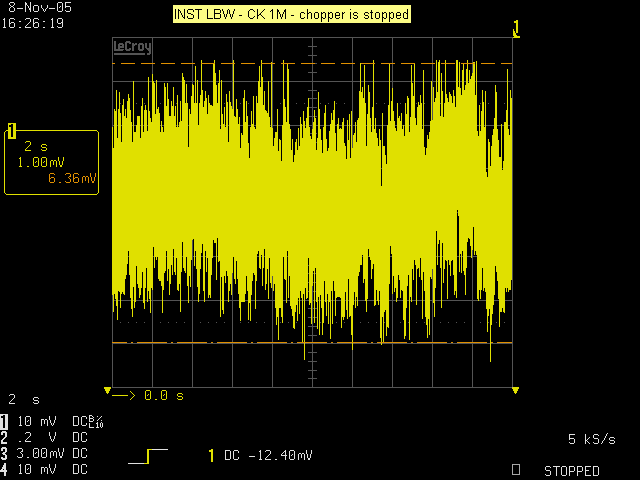 8-Nov-05
16:26:19
INST LBW - CK 1M - chopper is stopped
1
LeCroy
1
2 s
1.00mV
6.36mV
0.0 s
2 s
1 10 mV DC
2 .2 V DC
3 3.00mV DC
4 10 mV DC
1 DC -12.40mV
5 kS/s
STOPPED